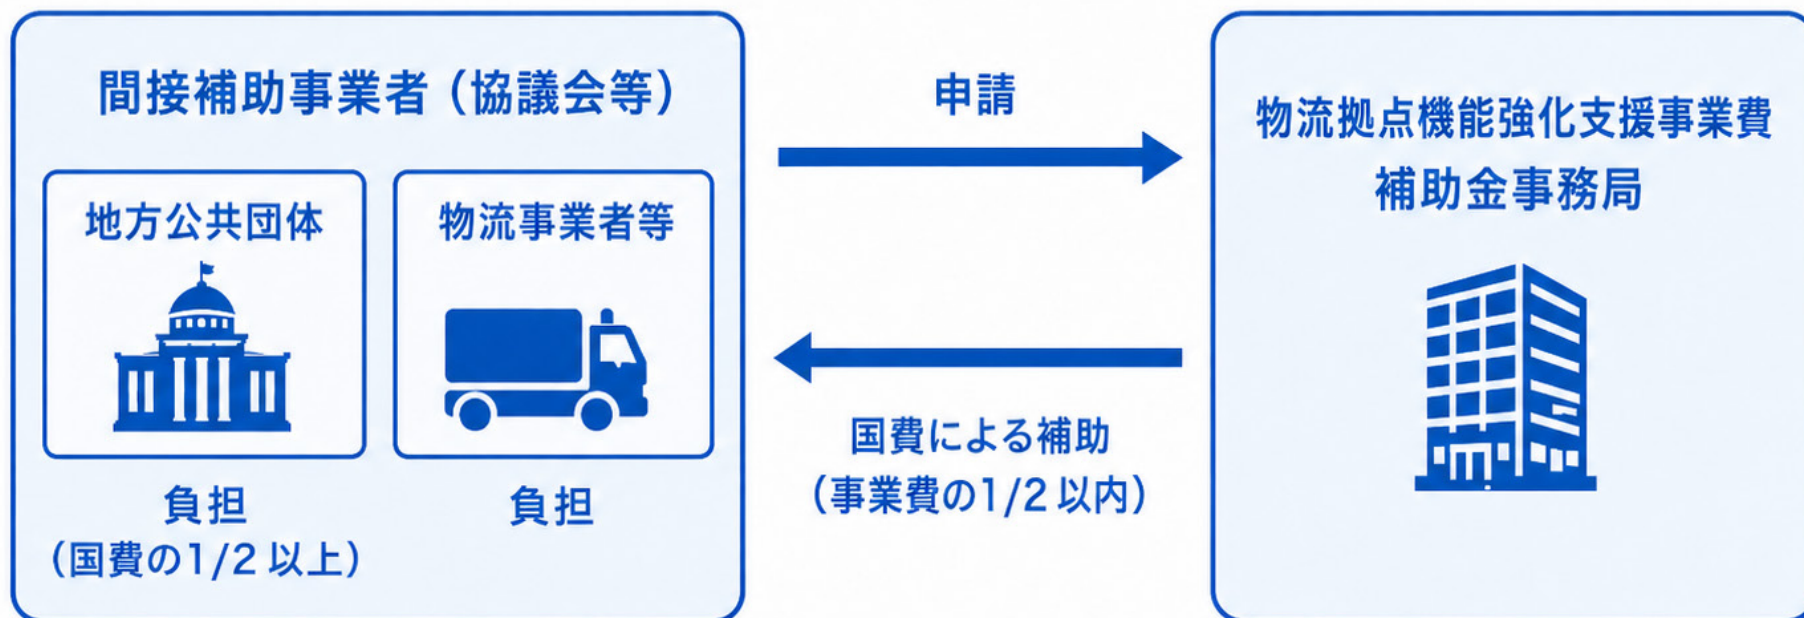 間接補助事業者（協議会等）
地方公共団体
物流事業者等
負担
（国費の1/2以上）
負担
申請
国費による補助
（事業費の1/2以内）
物流拠点機能強化支援事業費
補助金事務局